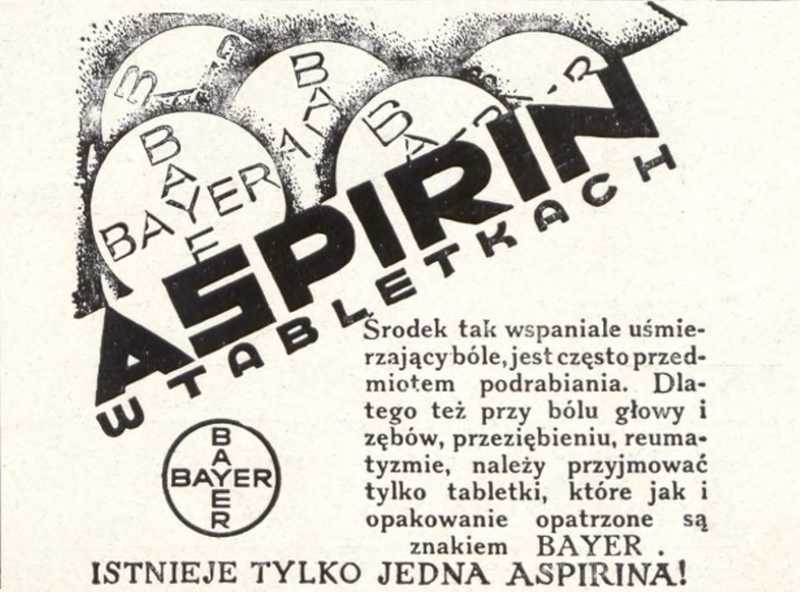 BAYER
BAYER
ASPIRIN
W TABLETKACH
Środek tak wspaniale uśmie-
rzający bóle, jest często przed-
miotem podrabiania. Dla-
tego też przy bólu głowy i
zębów, przeziębieniu, reuma-
tyzmie, należy przyjmować
tylko tabletki, które jak i
opakowanie opatrzone są
znakiem BAYER.
BAYER
BAYER
ISTNIEJE TYLKO JEDNA ASPIRINA!